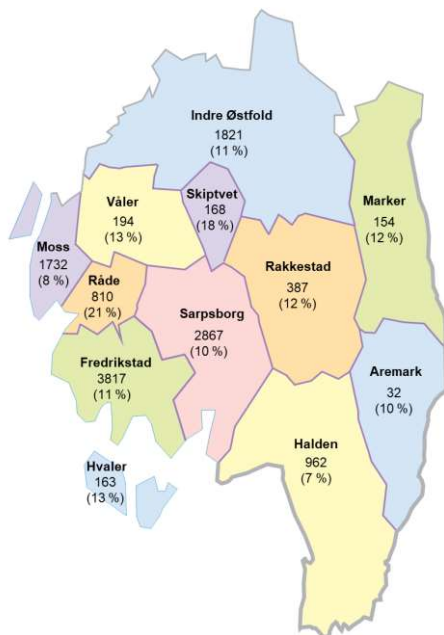 Indre Østfold
1821
(11 %)
Skiptvet
168
(18 %)
Våler
194
(13 %)
Marker
154
(12 %)
Moss
1732
(8 %)
Råde
810
(21 %)
Rakkestad
387
(12 %)
Sarpsborg
2867
(10 %)
Fredrikstad
3817
(11 %)
Aremark
32
(10 %)
Halden
962
(7 %)
Hvaler
163
(13 %)